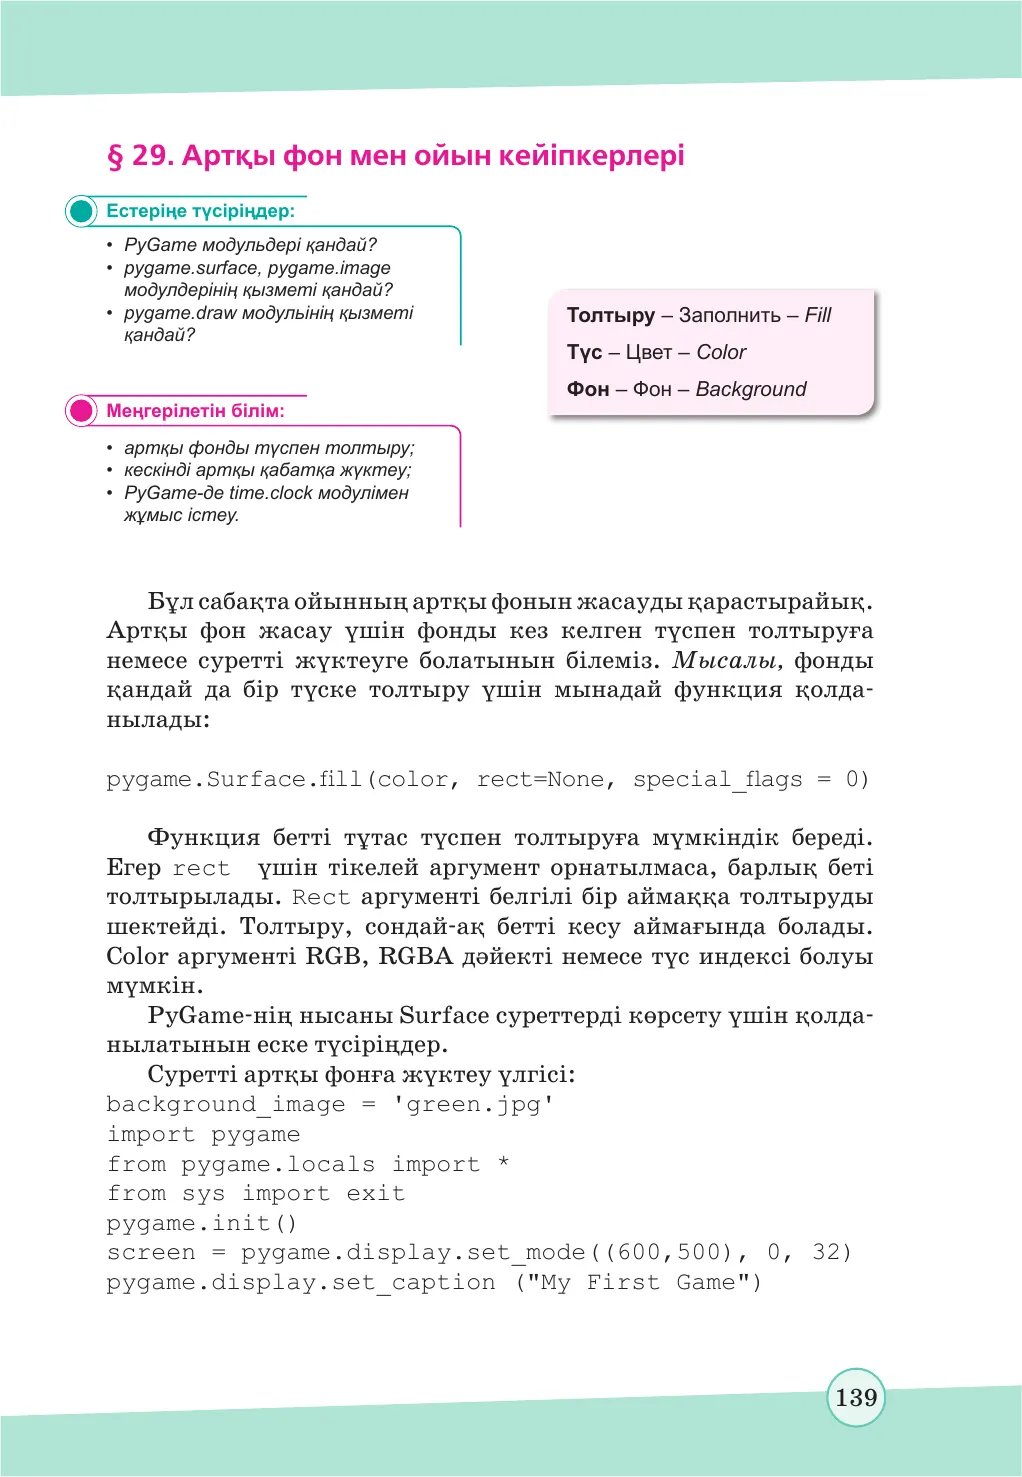 § 29. Артқы фон мен ойын кейіпкерлері
Естеріңе түсіріңдер:
• PyGame модульдері қандай?
• pygame.surface, pygame.image
модулдерінің қызметі қандай?
• pygame.draw модульінің қызметі
қандай?
Толтыру – Заполнить – Fill
Түс – Цвет – Color
Фон – Фон – Background
Меңгерілетін білім:
• артқы фонды түспен толтыру;
• кескінді артқы қабатқа жүктеу;
• PyGame-де time.clock модулімен
жұмыс істеу.
Бұл сабақта ойынның артқы фонын жасауды қарастырайық.
Артқы фон жасау үшін фонды кез келген түспен толтыруға
немесе суретті жүктеуге болатынын білеміз. Мысалы, фонды
қандай да бір түске толтыру үшін мынадай функция қолда-
нылады:
pygame.Surface.fill(color, rect=None, special_flags = 0)
Функция бетті тұтас түспен толтыруға мүмкіндік береді.
Егер rect үшін тікелей аргумент орнатылмаса, барлық беті
толтырылады. Rect аргументі белгілі бір аймаққа толтыруды
шектейді. Толтыру, сондай-ақ бетті кесу аймағында болады.
Color аргументі RGB, RGBA дәйекті немесе түс индексі болуы
мүмкін.
PyGame-нің нысаны Surface суреттерді көрсету үшін қолда-
нылатынын еске түсіріңдер.
Суретті артқы фонға жүктеу үлгісі:
background_image = 'green.jpg'
import pygame
from pygame.locals import *
from sys import exit
pygame.init()
screen = pygame.display.set_mode((600,500), 0, 32)
pygame.display.set_caption ("My First Game")
139